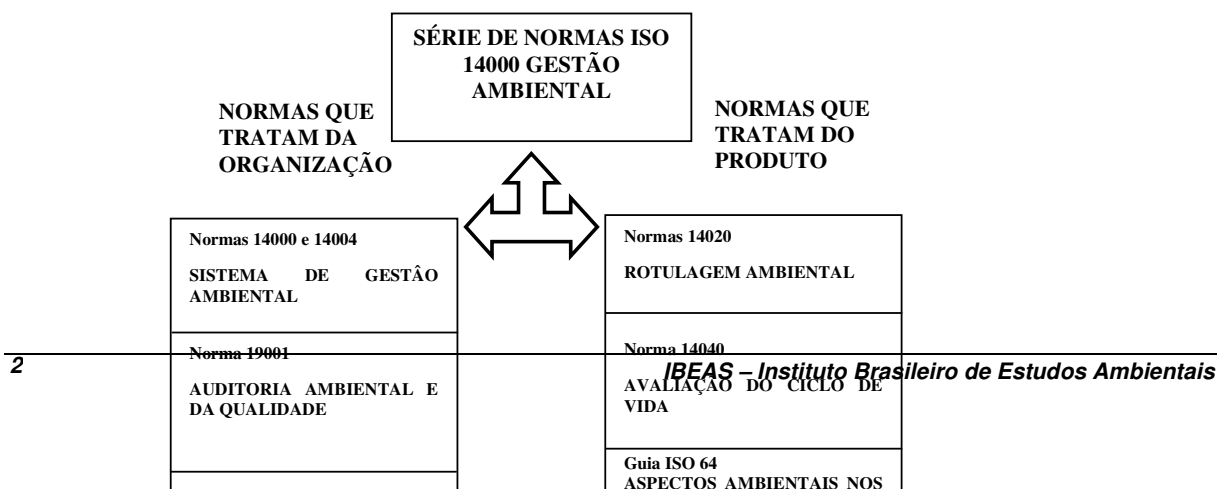 SÉRIE DE NORMAS ISO
14000 GESTÃO
AMBIENTAL
NORMAS QUE
TRATAM DA
ORGANIZAÇÃO
NORMAS QUE
TRATAM DO
PRODUTO
Normas 14000 e 14004
SISTEMA DE GESTÂO
AMBIENTAL
Norma 19001
AUDITORIA AMBIENTAL E
DA QUALIDADE
Normas 14020
ROTULAGEM AMBIENTAL
Norma 14040
AVALIAÇÃO DO CICLO DE
VIDA
Guia ISO 64
ASPECTOS AMBIENTAIS NOS
2
IBEAS – Instituto Brasileiro de Estudos Ambientais